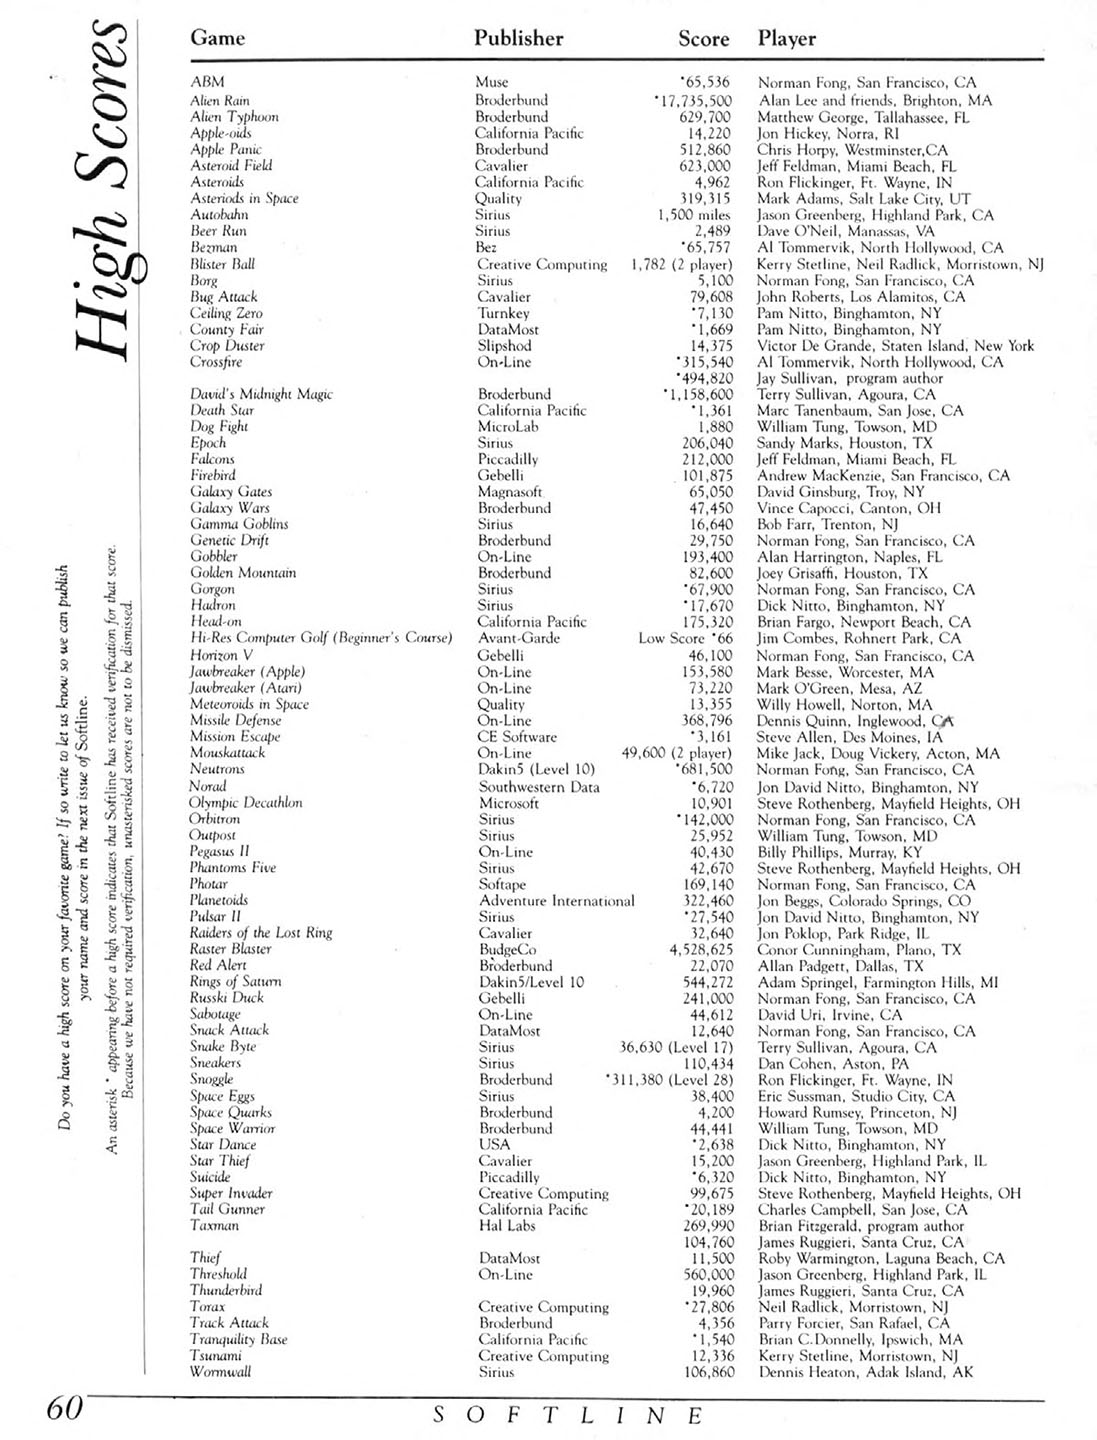 High Scores
Do you have a high score on your favorite game? If so write to let us know so we can publish
your name and score in the next issue of Softline.
An asterisk * appearing before a high score indicates that Softline has received verification for that score.
Because we have not required verification, unasterisked scores are not to be dismissed.
Game Publisher Score Player
ABM Muse *65,536 Norman Fong, San Francisco, CA
Alien Rain Broderbund *17,735,500 Alan Lee and friends, Brighton, MA
Alien Typhoon Broderbund 629,700 Matthew George, Tallahassee, FL
Apple-oids California Pacific 14,220 Jon Hickey, Norra, RI
Apple Panic Broderbund 512,860 Chris Horpy, Westminster,CA
Asteroid Field Cavalier 623,000 Jeff Feldman, Miami Beach, FL
Asteroids California Pacific 4,962 Ron Flickinger, Ft. Wayne, IN
Asteriods in Space Quality 319,315 Mark Adams, Salt Lake City, UT
Autobahn Sirius 1,500 miles Jason Greenberg, Highland Park, CA
Beer Run Sirius 2,489 Dave O'Neil, Manassas, VA
Bezman Bez *65,757 Al Tommervik, North Hollywood, CA
Blister Ball Creative Computing 1,782 (2 player) Kerry Stetline, Neil Radlick, Morristown, NJ
Borg Sirius 5,100 Norman Fong, San Francisco, CA
Bug Attack Cavalier 79,608 John Roberts, Los Alamitos, CA
Ceiling Zero Turnkey *7,130 Pam Nitto, Binghamton, NY
County Fair DataMost *1,669 Pam Nitto, Binghamton, NY
Crop Duster Slipshod 14,375 Victor De Grande, Staten Island, New York
Crossfire On-Line *315,540 Al Tommervik, North Hollywood, CA
*494,820 Jay Sullivan, program author
David's Midnight Magic Broderbund *1,158,600 Terry Sullivan, Agoura, CA
Death Star California Pacific *1,361 Marc Tanenbaum, San Jose, CA
Dog Fight MicroLab 1,880 William Tung, Towson, MD
Epoch Sirius 206,040 Sandy Marks, Houston, TX
Falcons Piccadilly 212,000 Jeff Feldman, Miami Beach, FL
Firebird Gebelli 101,875 Andrew MacKenzie, San Francisco, CA
Galaxy Gates Magnasoft 65,050 David Ginsburg, Troy, NY
Galaxy Wars Broderbund 47,450 Vince Capocci, Canton, OH
Gamma Goblins Sirius 16,640 Bob Farr, Trenton, NJ
Genetic Drift Broderbund 29,750 Norman Fong, San Francisco, CA
Gobbler On-Line 193,400 Alan Harrington, Naples, FL
Golden Mountain Broderbund 82,600 Joey Grisaffi, Houston, TX
Gorgon Sirius *67,900 Norman Fong, San Francisco, CA
Hadron Sirius *17,670 Dick Nitto, Binghamton, NY
Head-on California Pacific 175,320 Brian Fargo, Newport Beach, CA
Hi-Res Computer Golf (Beginner's Course) Avant-Garde Low Score *66 Jim Combes, Rohnert Park, CA
Horizon V Gebelli 46,100 Norman Fong, San Francisco, CA
Jawbreaker (Apple) On-Line 153,580 Mark Besse, Worcester, MA
Jawbreaker (Atari) On-Line 73,220 Mark O'Green, Mesa, AZ
Meteoroids in Space Quality 13,355 Willy Howell, Norton, MA
Missile Defense On-Line 368,796 Dennis Quinn, Inglewood, CA
Mission Escape CE Software *3,161 Steve Allen, Des Moines, IA
Mouskattack On-Line 49,600 (2 player) Mike Jack, Doug Vickery, Acton, MA
Neutrons Dakin5 (Level 10) *681,500 Norman Fong, San Francisco, CA
Norad Southwestern Data *6,720 Jon David Nitto, Binghamton, NY
Olympic Decathlon Microsoft 10,901 Steve Rothenberg, Mayfield Heights, OH
Orbitron Sirius *142,000 Norman Fong, San Francisco, CA
Outpost Sirius 25,952 William Tung, Towson, MD
Pegasus II On-Line 40,430 Billy Phillips, Murray, KY
Phantoms Five Sirius 42,670 Steve Rothenberg, Mayfield Heights, OH
Photar Softape 169,140 Norman Fong, San Francisco, CA
Planetoids Adventure International 322,460 Jon Beggs, Colorado Springs, CO
Pulsar II Sirius *27,540 Jon David Nitto, Binghamton, NY
Raiders of the Lost Ring Cavalier 32,640 Jon Poklop, Park Ridge, IL
Raster Blaster BudgeCo 4,528,625 Conor Cunningham, Plano, TX
Red Alert Broderbund 22,070 Allan Padgett, Dallas, TX
Rings of Saturn Dakin5/Level 10 544,272 Adam Springel, Farmington Hills, MI
Russki Duck Gebelli 241,000 Norman Fong, San Francisco, CA
Sabotage On-Line 44,612 David Uri, Irvine, CA
Snack Attack DataMost 12,640 Norman Fong, San Francisco, CA
Snake Byte Sirius 36,630 (Level 17) Terry Sullivan, Agoura, CA
Sneakers Sirius 110,434 Dan Cohen, Aston, PA
Snoggle Broderbund *311,380 (Level 28) Ron Flickinger, Ft. Wayne, IN
Space Eggs Sirius 38,400 Eric Sussman, Studio City, CA
Space Quarks Broderbund 4,200 Howard Rumsey, Princeton, NJ
Space Warrior Broderbund 44,441 William Tung, Towson, MD
Star Dance USA *2,638 Dick Nitto, Binghamton, NY
Star Thief Cavalier 15,200 Jason Greenberg, Highland Park, IL
Suicide Piccadilly *6,320 Dick Nitto, Binghamton, NY
Super Invader Creative Computing 99,675 Steve Rothenberg, Mayfield Heights, OH
Tail Gunner California Pacific *20,189 Charles Campbell, San Jose, CA
Taxman Hal Labs 269,990 Brian Fitzgerald, program author
104,760 James Ruggieri, Santa Cruz, CA
Thief DataMost 11,500 Roby Warmington, Laguna Beach, CA
Threshold On-Line 560,000 Jason Greenberg, Highland Park, IL
Thunderbird 19,960 James Ruggieri, Santa Cruz, CA
Torax Creative Computing *27,806 Neil Radlick, Morristown, NJ
Track Attack Broderbund 4,356 Parry Forcier, San Rafael, CA
Tranquility Base California Pacific *1,540 Brian C.Donnelly, Ipswich, MA
Tsunami Creative Computing 12,336 Kerry Stetline, Morristown, NJ
Wormwall Sirius 106,860 Dennis Heaton, Adak Island, AK
60
SOFTLINE